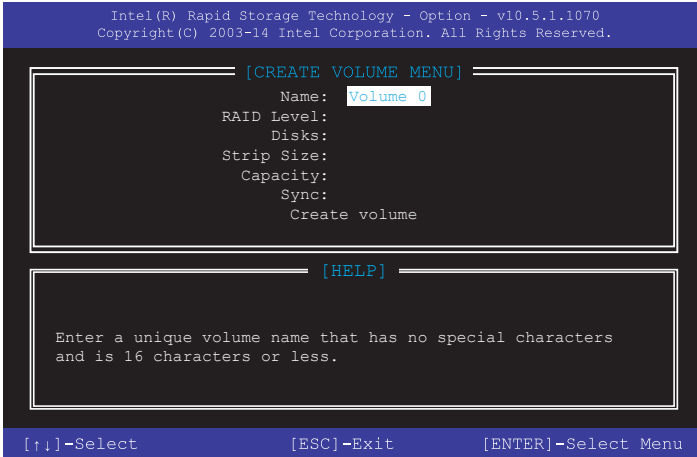 Intel(R) Rapid Storage Technology - Option - v10.5.1.1070
Copyright(C) 2003-14 Intel Corporation. All Rights Reserved.
[CREATE VOLUME MENU]
Name: Volume 0
RAID Level:
Disks:
Strip Size:
Capacity:
Sync:
Create volume
[HELP]
Enter a unique volume name that has no special characters
and is 16 characters or less.
[↑↓]-Select [ESC]-Exit [ENTER]-Select Menu